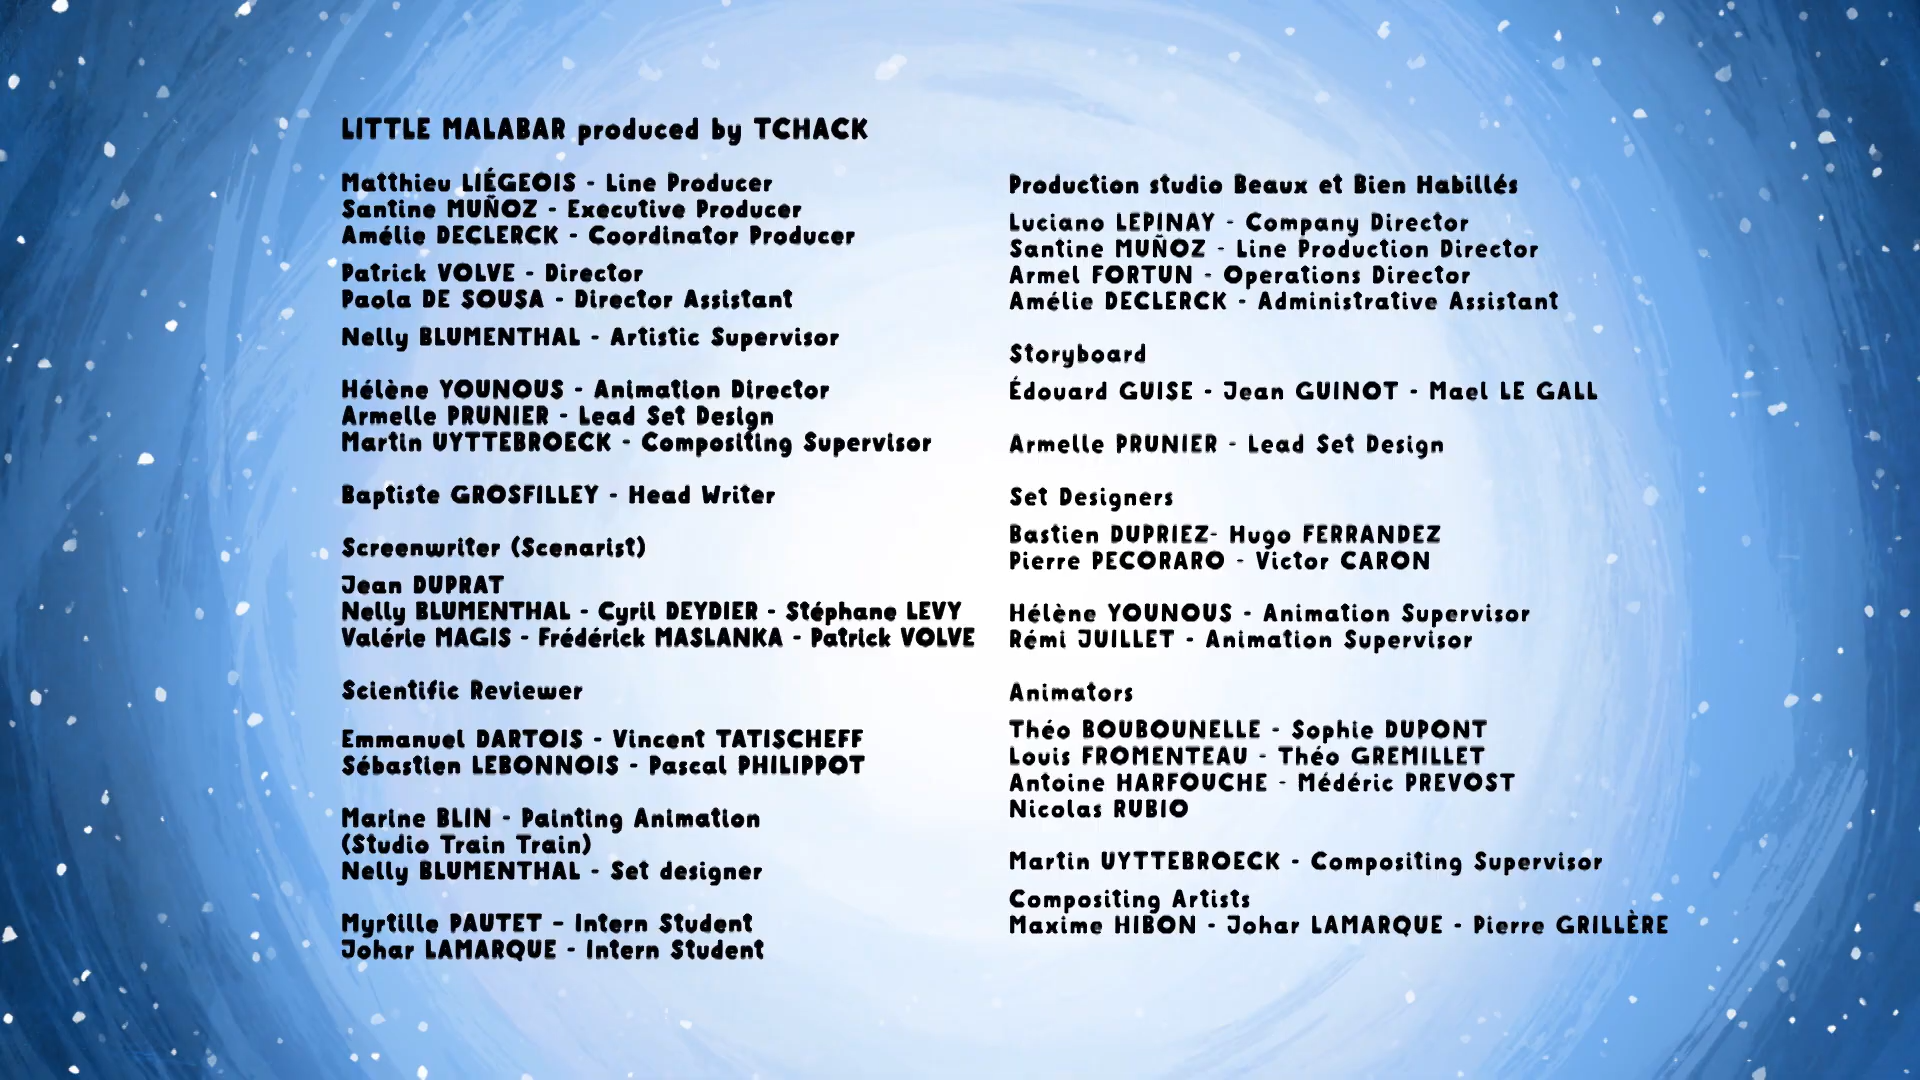 LITTLE MALABAR produced by TCHACK
Matthieu LIÉGEOIS - Line Producer
Santine MUÑOZ - Executive Producer
Amélie DECLERCK - Coordinator Producer
Patrick VOLVE - Director
Paola DE SOUSA - Director Assistant
Nelly BLUMENTHAL - Artistic Supervisor
Hélène YOUNOUS - Animation Director
Armelle PRUNIER - Lead Set Design
Martin UYTTEBROECK - Compositing Supervisor
Baptiste GROSFILLEY - Head Writer
Screenwriter (Scenarist)
Jean DUPRAT
Nelly BLUMENTHAL - Cyril DEYDIER - Stéphane LEVY
Valérie MAGIS - Frédérick MASLANKA - Patrick VOLVE
Scientific Reviewer
Emmanuel DARTOIS - Vincent TATISCHEFF
Sébastien LEBONNOIS - Pascal PHILIPPOT
Marine BLIN - Painting Animation
(Studio Train Train)
Nelly BLUMENTHAL - Set designer
Myrtille PAUTET - Intern Student
Johar LAMARQUE - Intern Student
Production studio Beaux et Bien Habillés
Luciano LEPINAY - Company Director
Santine MUÑOZ - Line Production Director
Armel FORTUN - Operations Director
Amélie DECLERCK - Administrative Assistant
Storyboard
Édouard GUISE - Jean GUINOT - Mael LE GALL
Armelle PRUNIER - Lead Set Design
Set Designers
Bastien DUPRIEZ- Hugo FERRANDEZ
Pierre PECORARO - Victor CARON
Hélène YOUNOUS - Animation Supervisor
Rémi JUILLET - Animation Supervisor
Animators
Théo BOUBOUNELLE - Sophie DUPONT
Louis FROMENTEAU - Théo GREMILLET
Antoine HARFOUCHE - Médéric PREVOST
Nicolas RUBIO
Martin UYTTEBROECK - Compositing Supervisor
Compositing Artists
Maxime HIBON - Johar LAMARQUE - Pierre GRILLÈRE